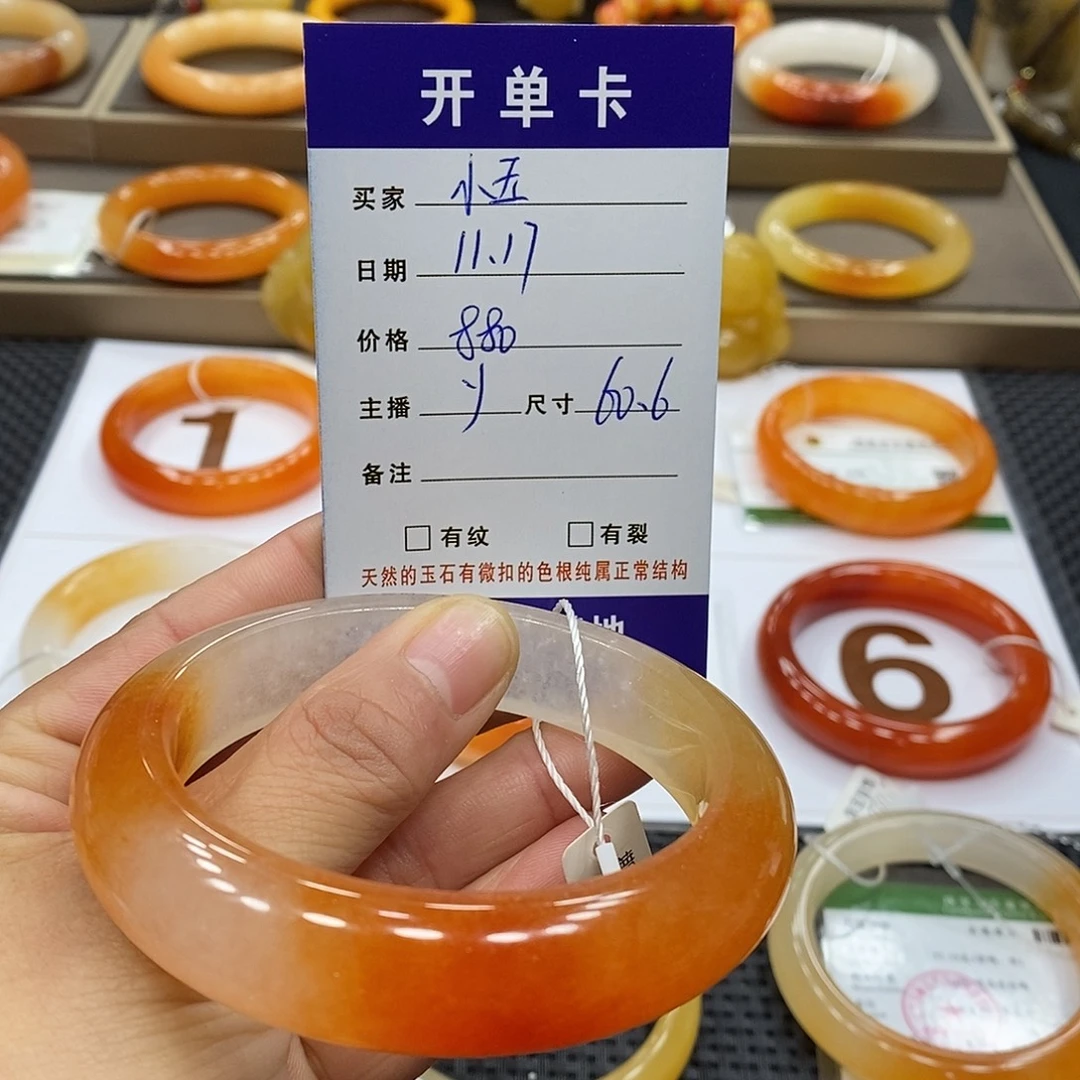 开单卡
买家 小五
日期 11.17
价格 880
主播 丫 尺寸 60.6
备注
有纹 有裂
天然的玉石有微扣的色根纯属正常结构
地
1
6